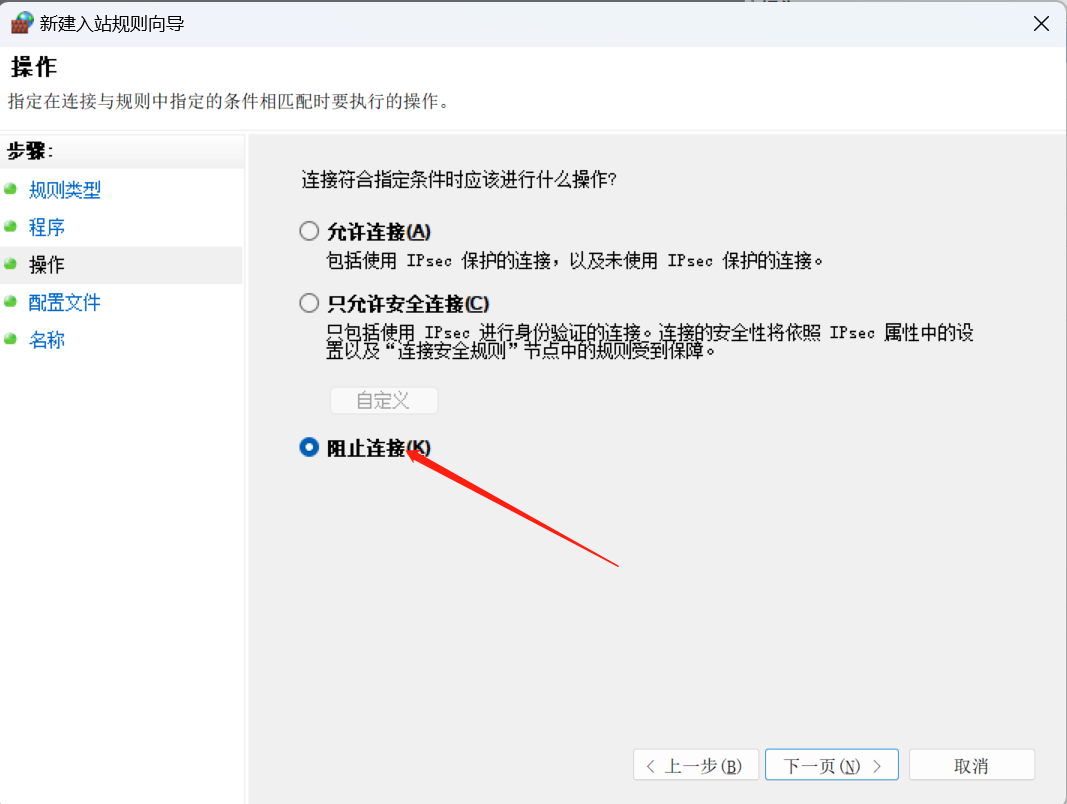 新建入站规则向导
操作
指定在连接与规则中指定的条件相匹配时要执行的操作。
步骤:
规则类型
程序
操作
配置文件
名称
连接符合指定条件时应该进行什么操作?
允许连接(A)
包括使用 IPsec 保护的连接，以及未使用 IPsec 保护的连接。
只允许安全连接(C)
只包括使用 IPsec 进行身份验证的连接。连接的安全性将依照 IPsec 属性中的设
置以及“连接安全规则”节点中的规则受到保障。
自定义
阻止连接(K)
< 上一步(B)
下一页(N) >
取消